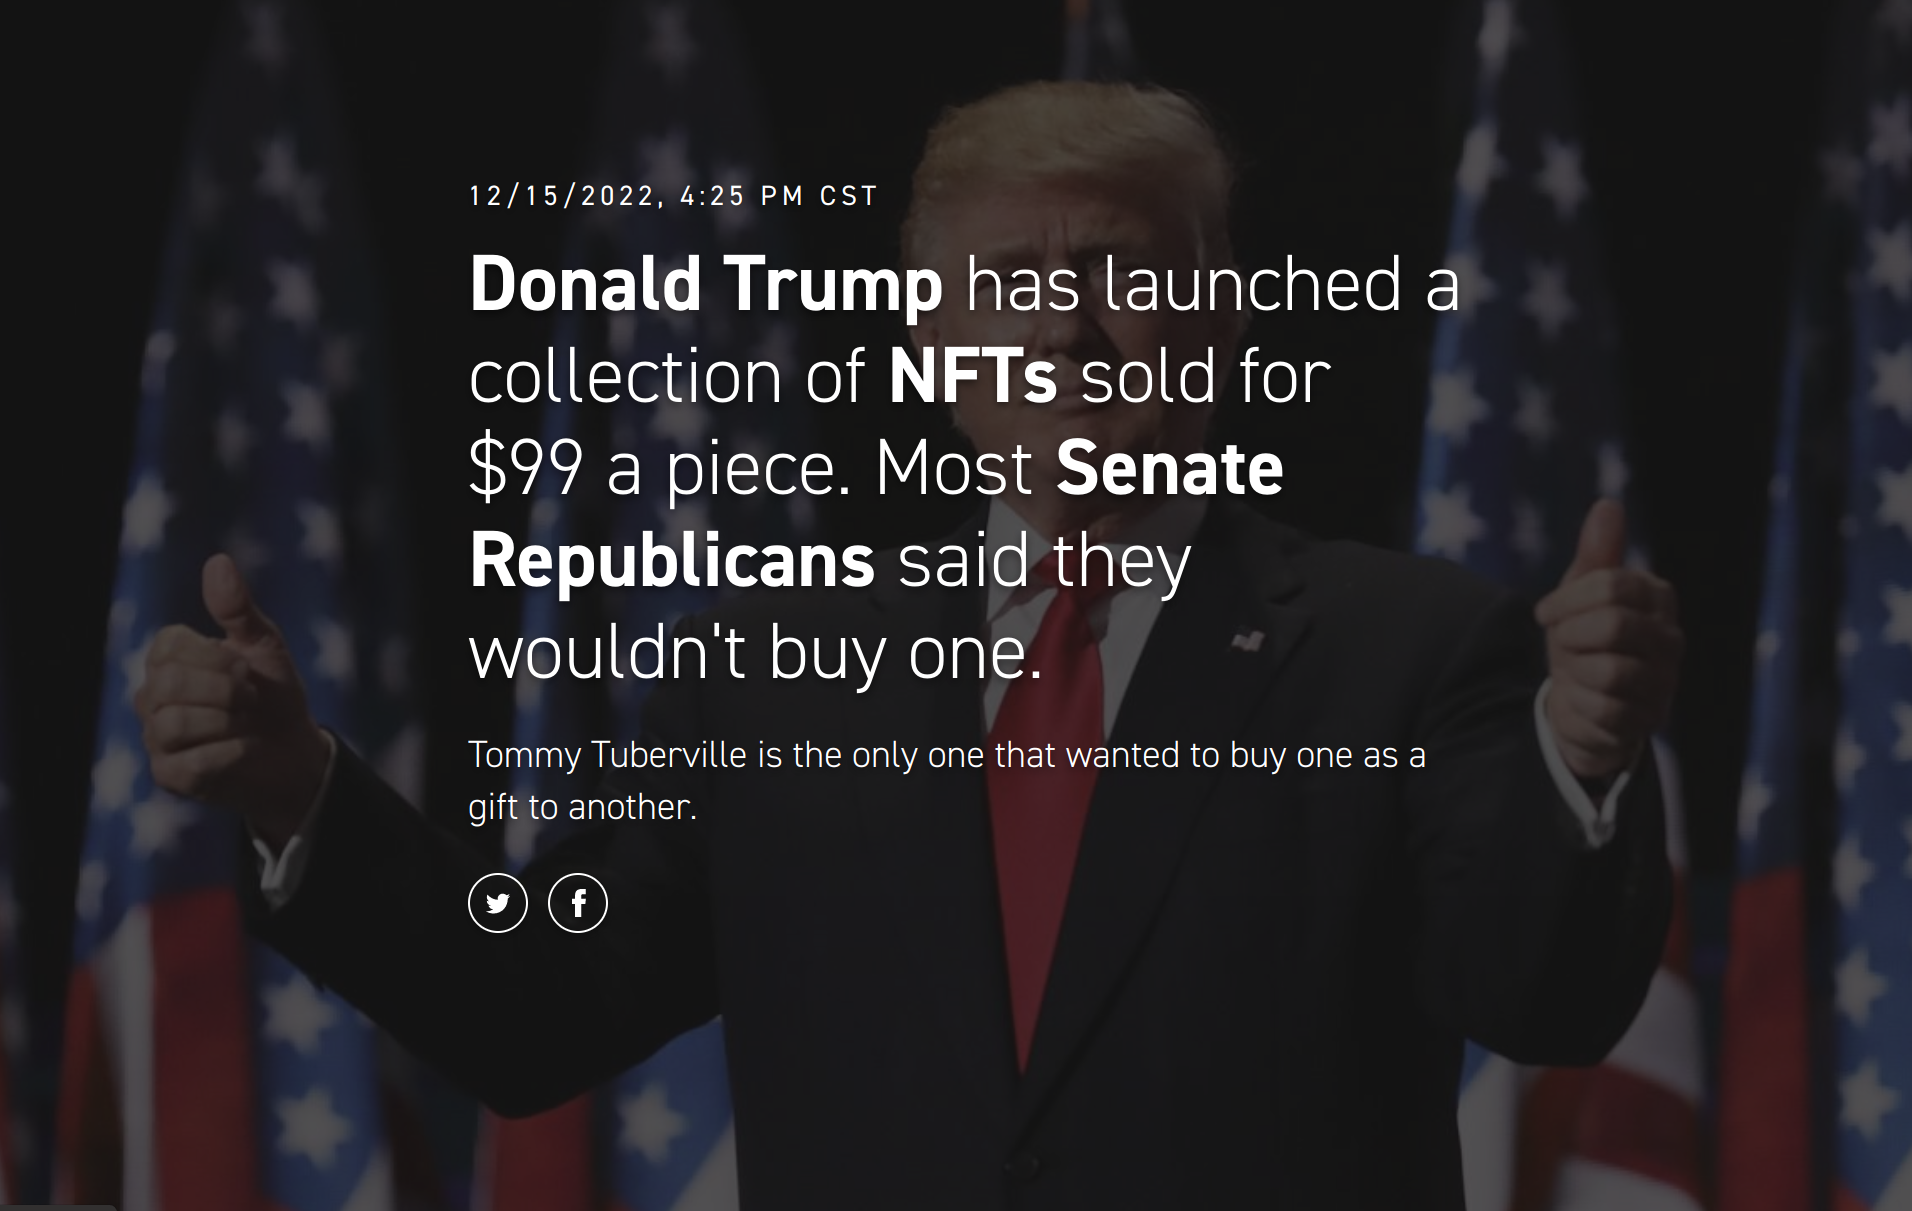 12/15/2022, 4:25 PM CST
Donald Trump has launched a
collection of NFTs sold for
$99 a piece. Most Senate
Republicans said they
wouldn't buy one.
Tommy Tuberville is the only one that wanted to buy one as a
gift to another.